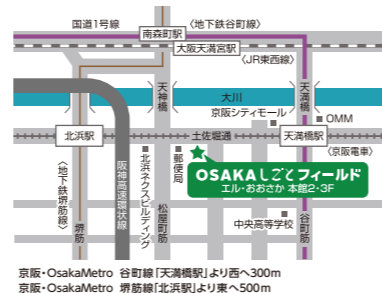 国道1号線
南森町駅
〈地下鉄谷町線〉
大阪天満宮駅
〈JR東西線〉
天神橋
大川
天満橋
京阪シティモール
OMM
北浜駅
土佐堀通
天満橋駅
〈京阪電車〉
〈地下鉄堺筋線〉
堺筋
阪神高速環状線
北浜ネクスビルディング
郵便局
松屋町筋
OSAKAしごとフィールド
エル・おおさか 本館2・3F
中央高等学校
谷町筋
京阪・OsakaMetro 谷町線「天満橋駅」より西へ300m
京阪・OsakaMetro 堺筋線「北浜駅」より東へ500m